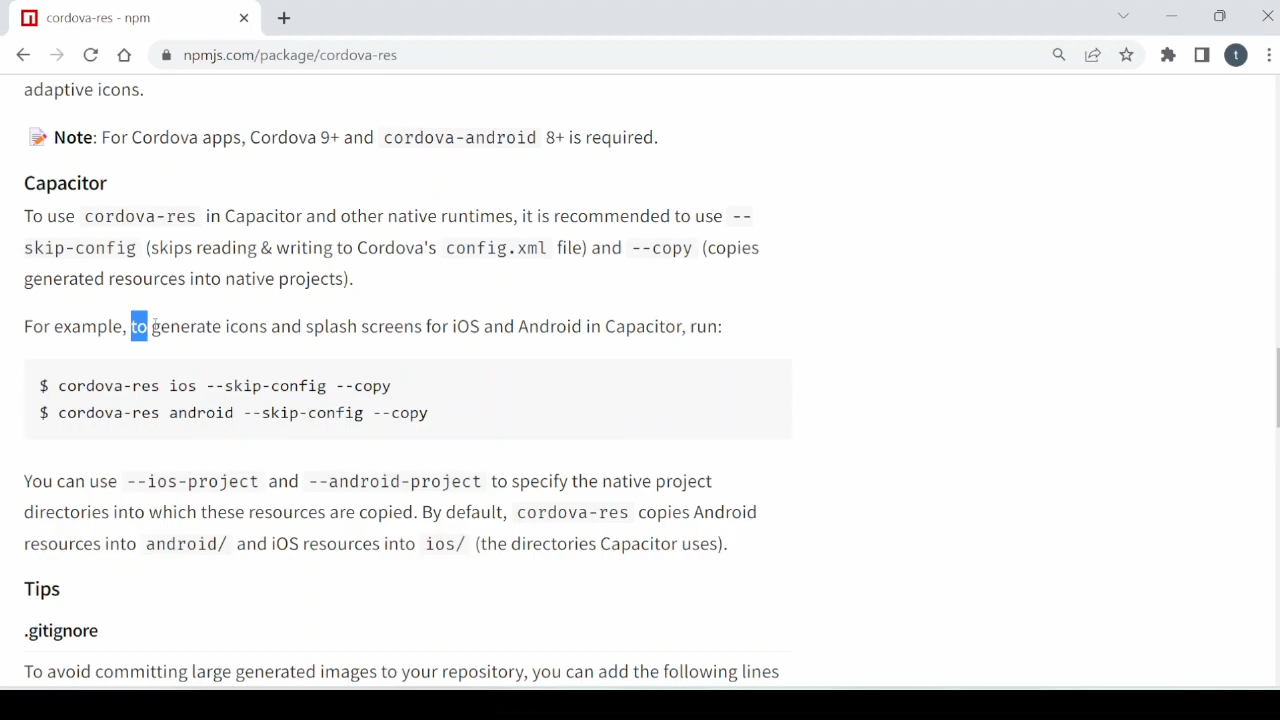 cordova-res - npm
npmjs.com/package/cordova-res
t
adaptive icons.
Note: For Cordova apps, Cordova 9+ and cordova-android 8+ is required.
Capacitor
To use cordova-res in Capacitor and other native runtimes, it is recommended to use --
skip-config (skips reading & writing to Cordova's config.xml file) and --copy (copies
generated resources into native projects).
For example, to generate icons and splash screens for iOS and Android in Capacitor, run:
$ cordova-res ios --skip-config --copy
$ cordova-res android --skip-config --copy
You can use --ios-project and --android-project to specify the native project
directories into which these resources are copied. By default, cordova-res copies Android
resources into android/ and iOS resources into ios/ (the directories Capacitor uses).
Tips
.gitignore
To avoid committing large generated images to your repository, you can add the following lines